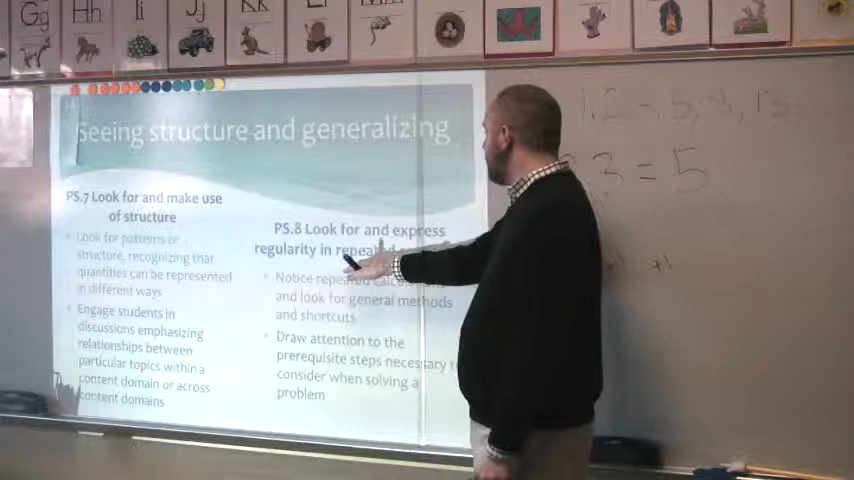 Gg Hh Ii Jj Kk
Seeing structure and generalizing
PS.7 Look for and make use
of structure
Look for patterns or
structure, recognizing that
quantities can be represented
in different ways
Engage students in
discussions emphasizing
relationships between
particular topics within a
content domain or across
content domains
PS.8 Look for and express
regularity in repeated
Notice repeated
and look for general methods
and shortcuts
Draw attention to the
prerequisite steps necessary
consider when solving a
problem
3 = 5
+1